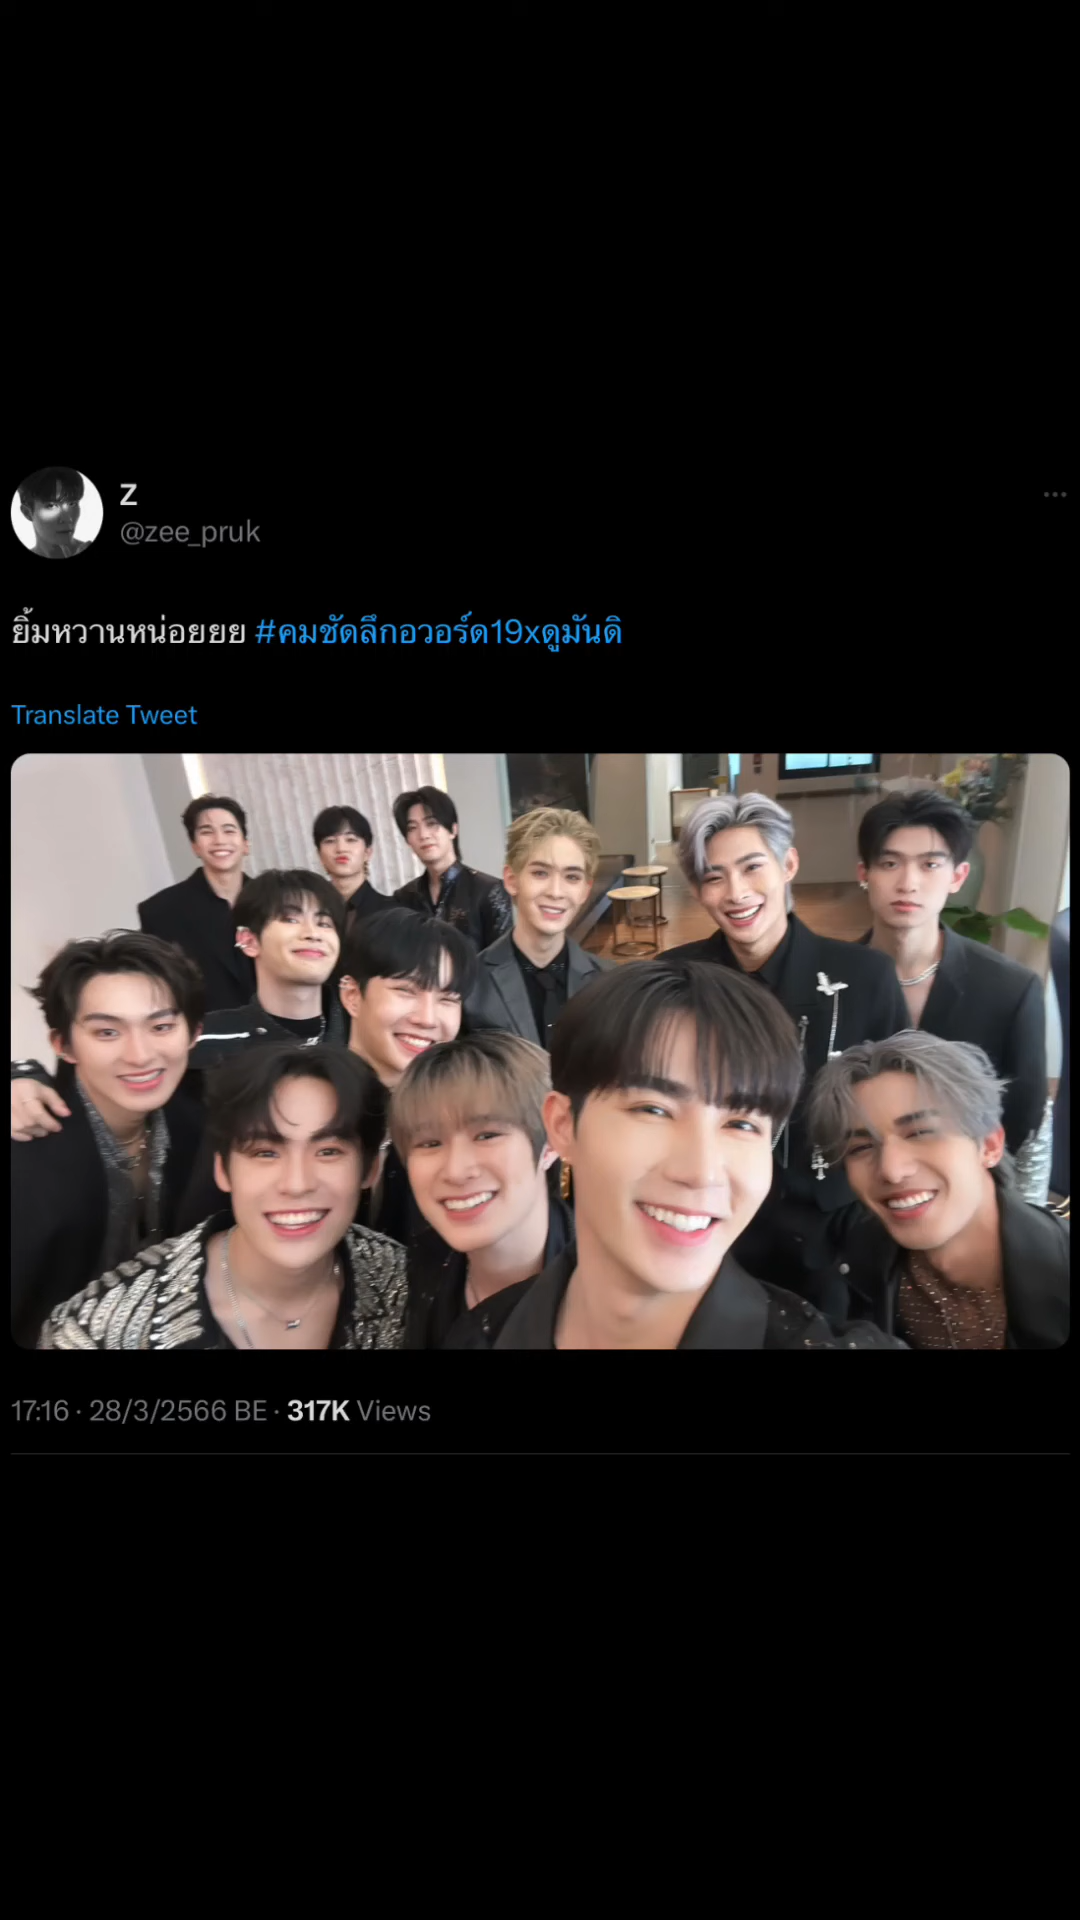 Z
@zee_pruk
ยิ้มหวานหน่อยยย #คมชัดลึกอวอร์ด19xดูมันดิ
Translate Tweet
17:16 · 28/3/2566 BE · 317K Views